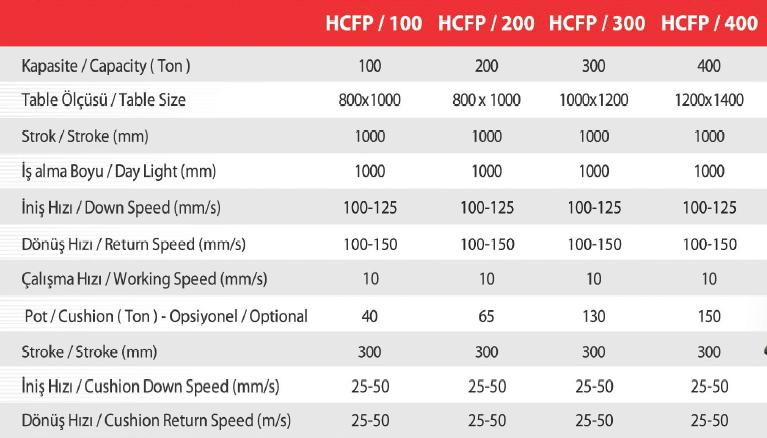 HCFP / 100 HCFP / 200 HCFP / 300 HCFP / 400
Kapasite / Capacity ( Ton ) 100 200 300 400
Table Ölçüsü / Table Size 800x1000 800 x 1000 1000x1200 1200x1400
Strok / Stroke (mm) 1000 1000 1000 1000
İş alma Boyu / Day Light (mm) 1000 1000 1000 1000
İniş Hızı / Down Speed (mm/s) 100-125 100-125 100-125 100-125
Dönüş Hızı / Return Speed (mm/s) 100-150 100-150 100-150 100-150
Çalışma Hızı / Working Speed (mm/s) 10 10 10 10
Pot / Cushion ( Ton ) - Opsiyonel / Optional 40 65 130 150
Stroke / Stroke (mm) 300 300 300 300
İniş Hızı / Cushion Down Speed (mm/s) 25-50 25-50 25-50 25-50
Dönüş Hızı / Cushion Return Speed (m/s) 25-50 25-50 25-50 25-50